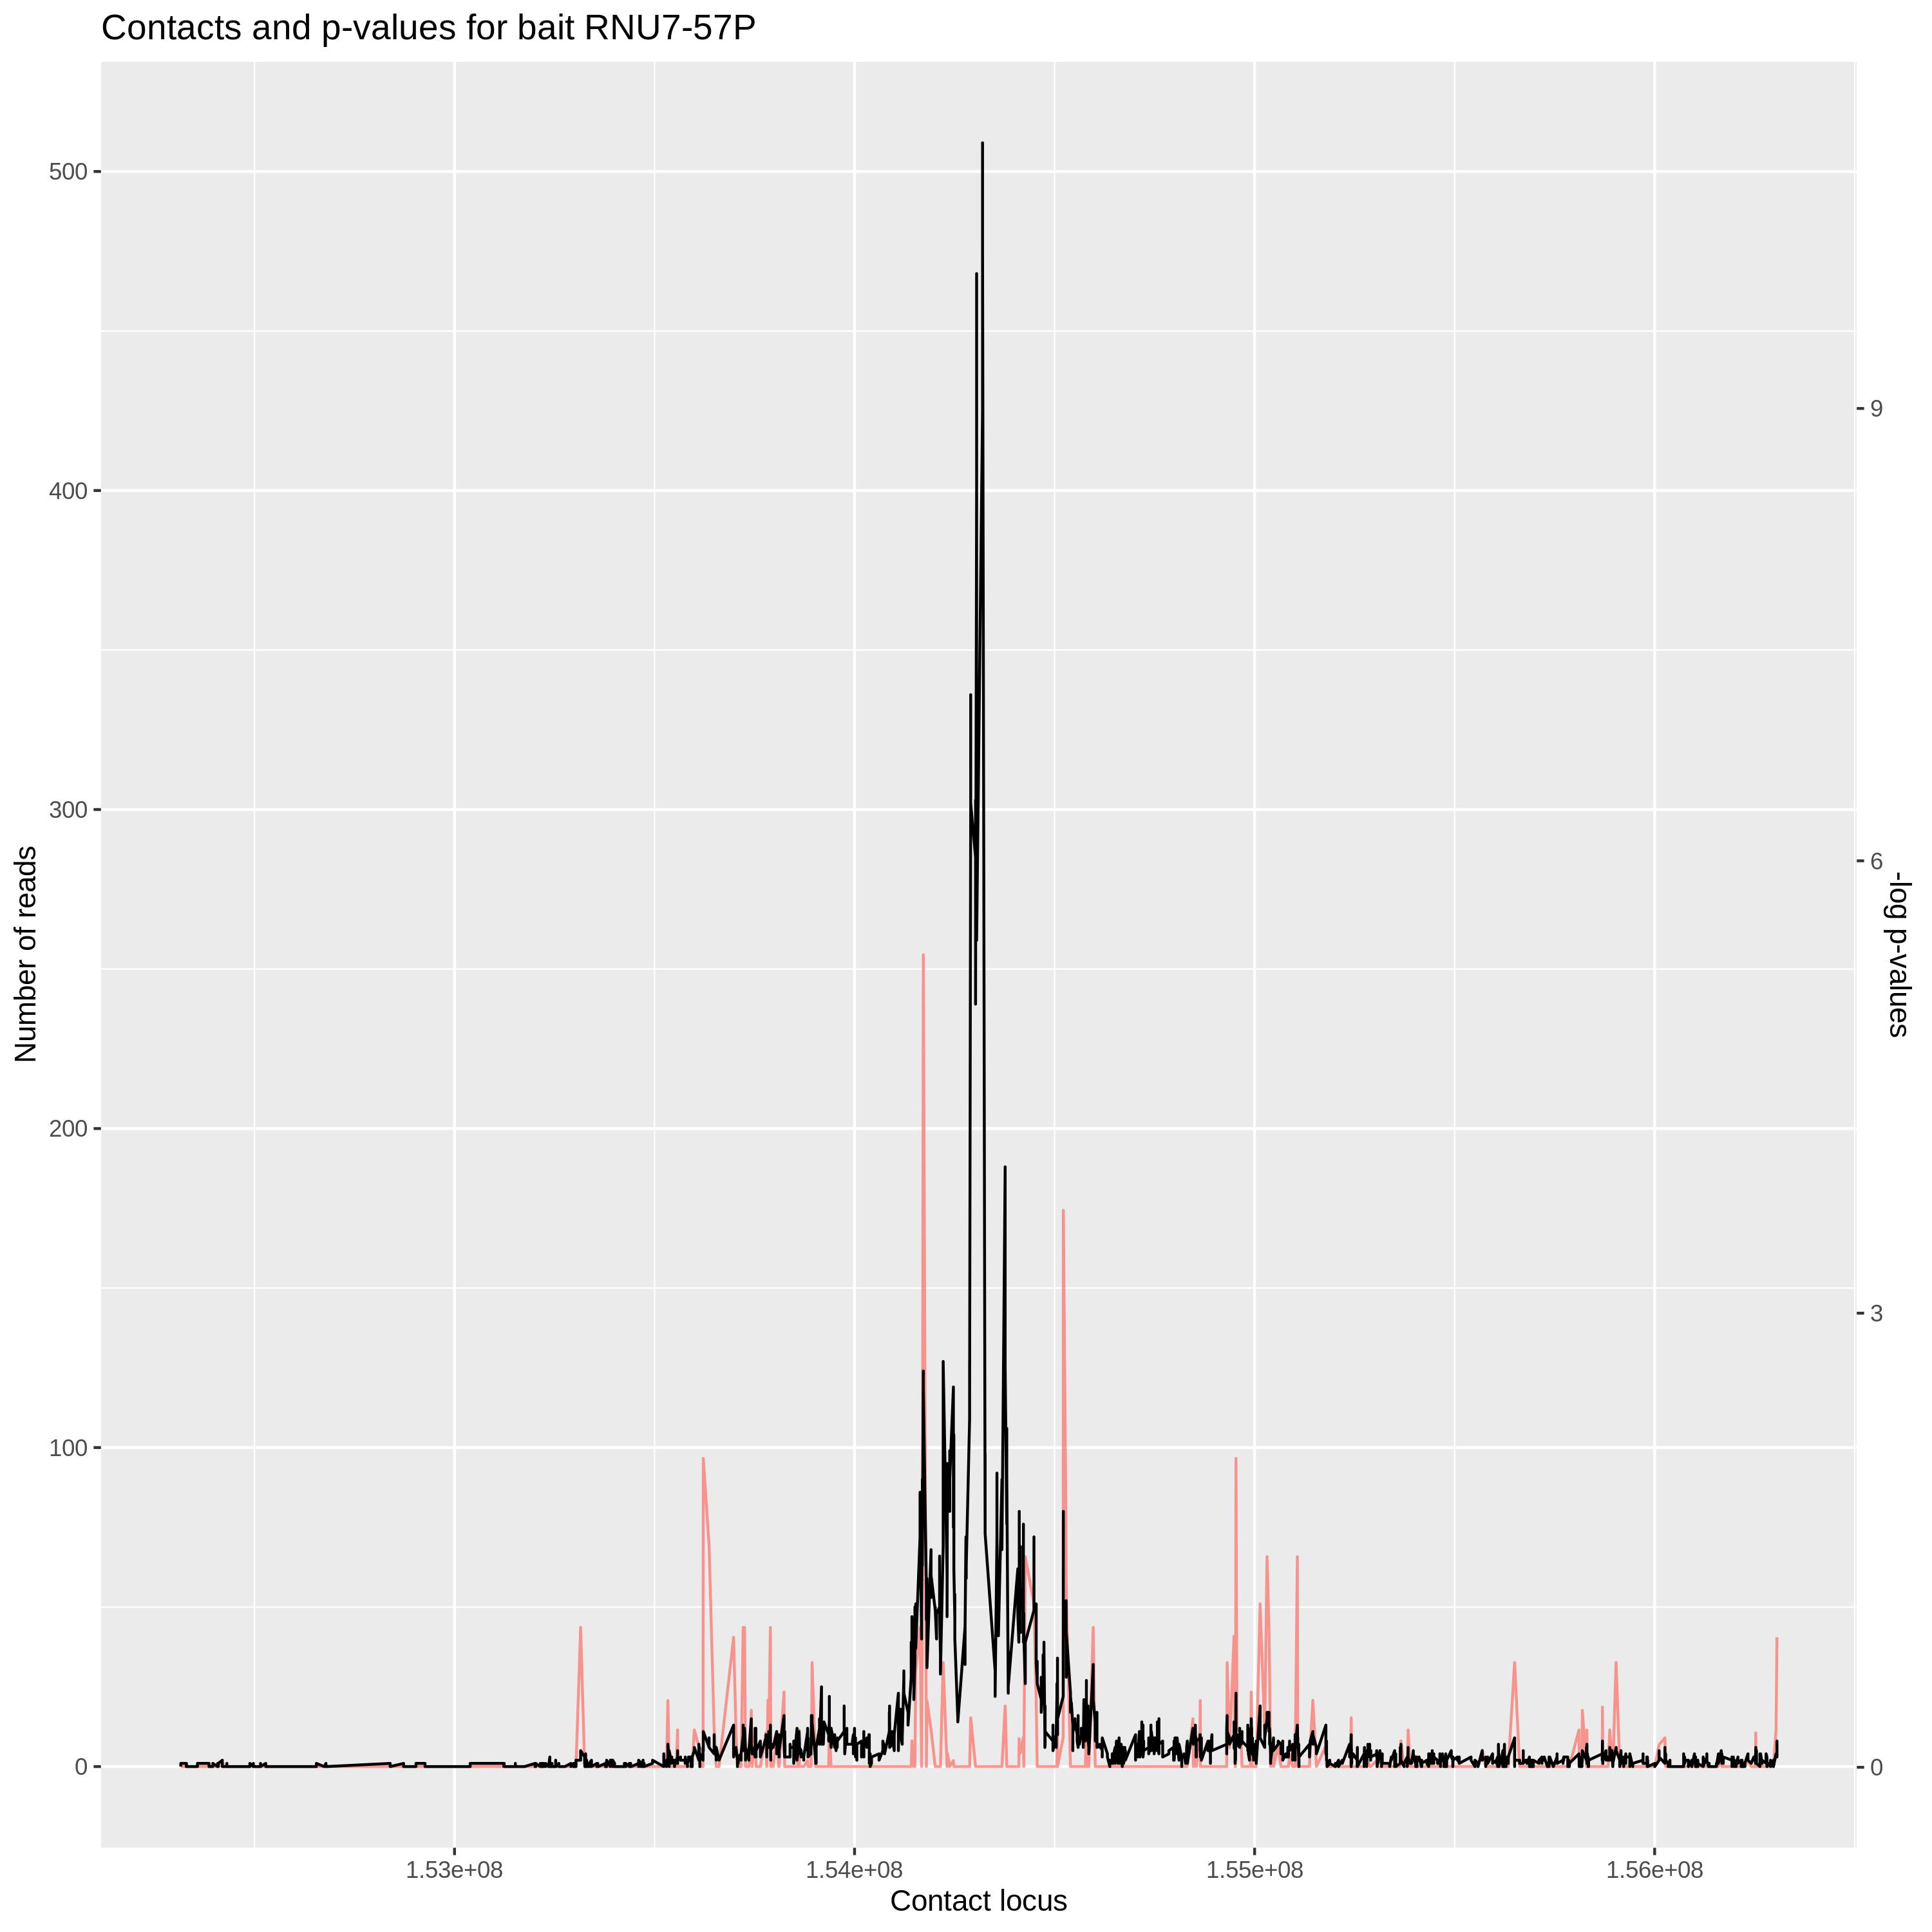 Contacts and p-values for bait RNU7-57P
Number of reads
500
400
300
200
100
0
9
6
3
0
-log p-values
1.53e+08
1.54e+08
1.55e+08
1.56e+08
Contact locus